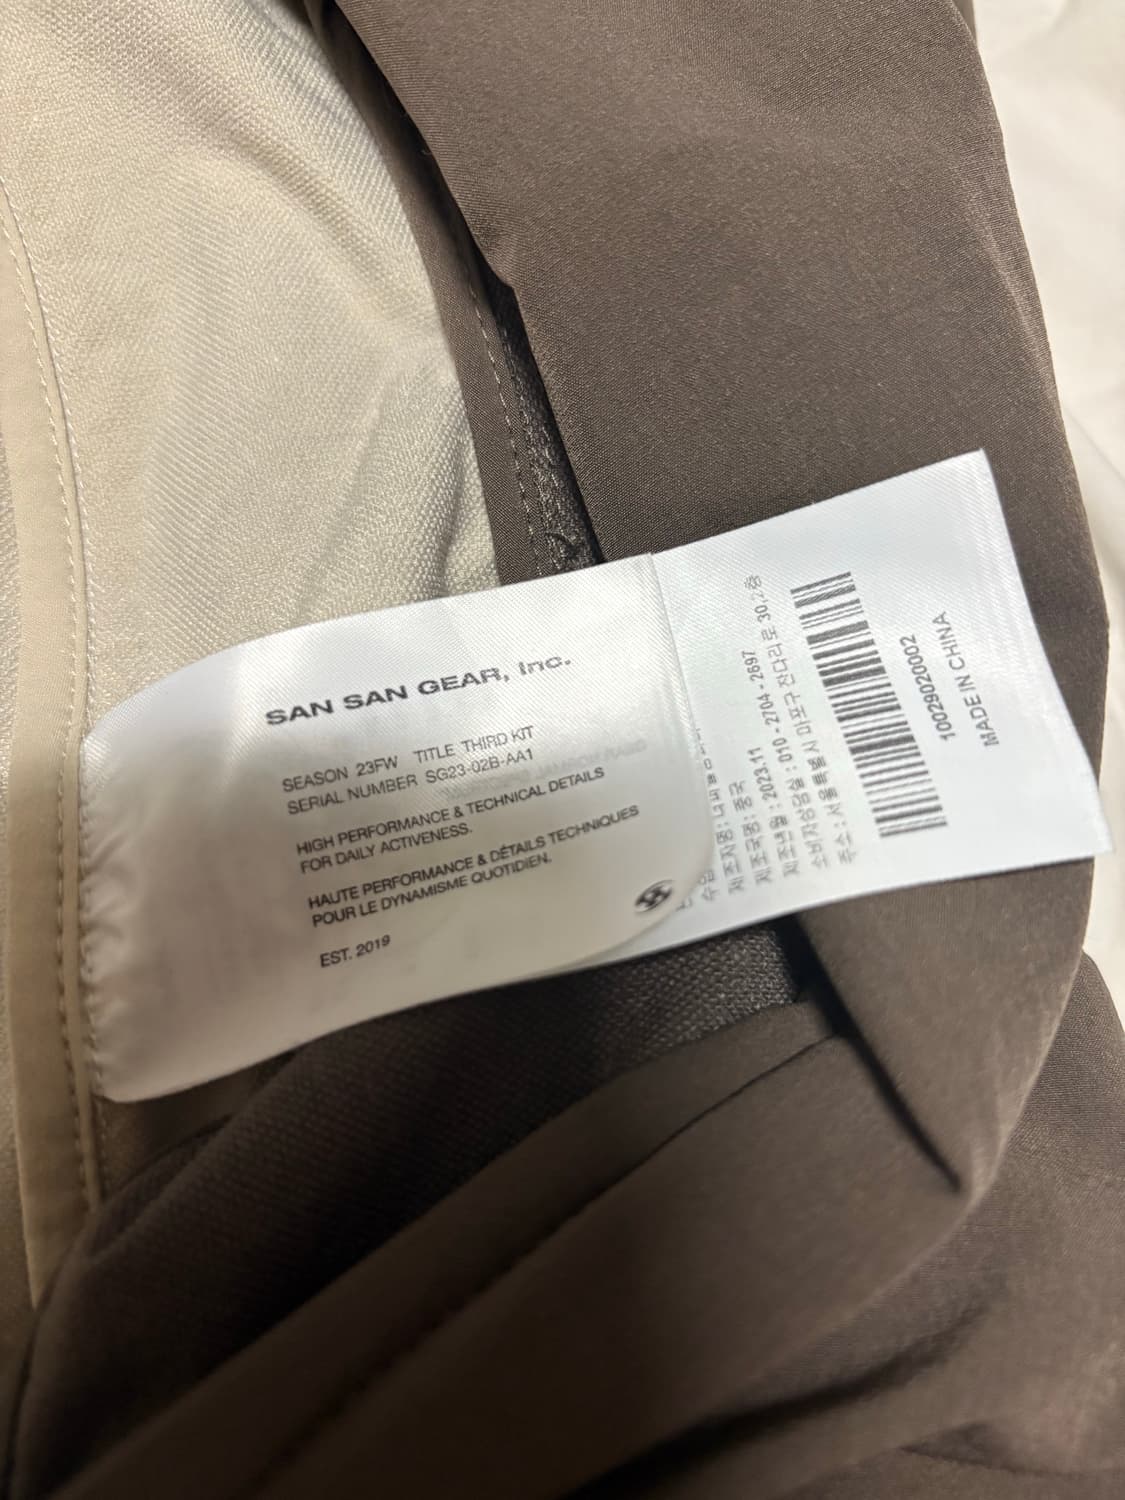 SAN SAN GEAR, Inc.
SEASON 23FW TITLE THIRD KIT
SERIAL NUMBER SG23-02B-AA1
HIGH PERFORMANCE & TECHNICAL DETAILS
FOR DAILY ACTIVENESS.
HAUTE PERFORMANCE & DÉTAILS TECHNIQUES
POUR LE DYNAMISME QUOTIDIEN.
EST. 2019
제조국명: 중국
제조년월: 2023.11
소비자상담실: 010-2704-2697
주소: 서울특별시 마포구 잔다리로 30,
10029020002
MADE IN CHINA